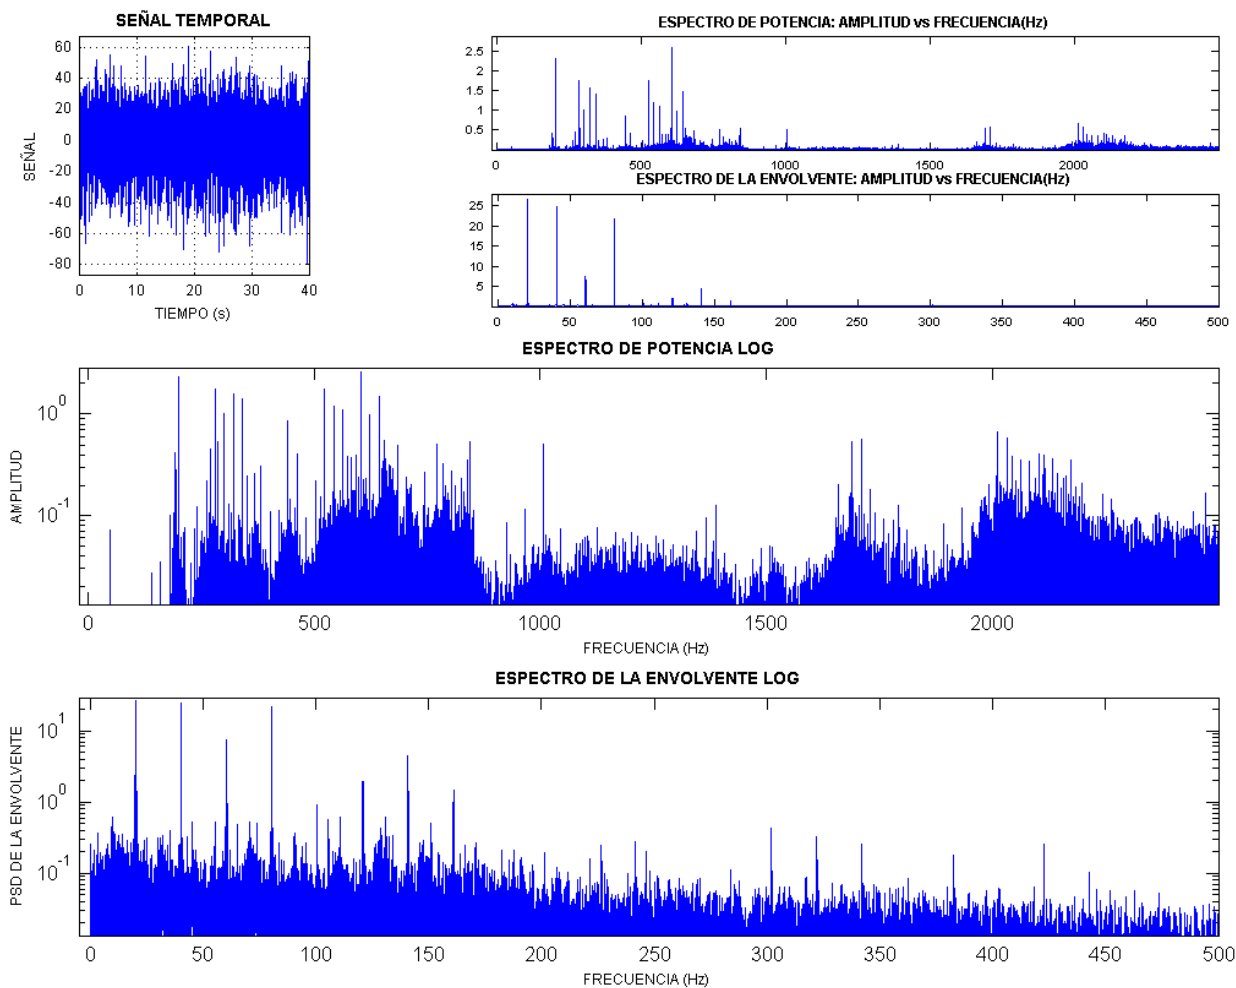 SEÑAL TEMPORAL
60
40
20
0
-20
-40
-60
-80
SEÑAL
0 10 20 30 40
TIEMPO (s)
ESPECTRO DE POTENCIA: AMPLITUD vs FRECUENCIA(Hz)
2.5
2
1.5
1
0.5
0 500 1000 1500 2000
ESPECTRO DE LA ENVOLVENTE: AMPLITUD vs FRECUENCIA(Hz)
25
20
15
10
5
0 50 100 150 200 250 300 350 400 450 500
ESPECTRO DE POTENCIA LOG
10^0
10^-1
AMPLITUD
0 500 1000 1500 2000
FRECUENCIA (Hz)
ESPECTRO DE LA ENVOLVENTE LOG
10^1
10^0
10^-1
PSD DE LA ENVOLVENTE
0 50 100 150 200 250 300 350 400 450 500
FRECUENCIA (Hz)